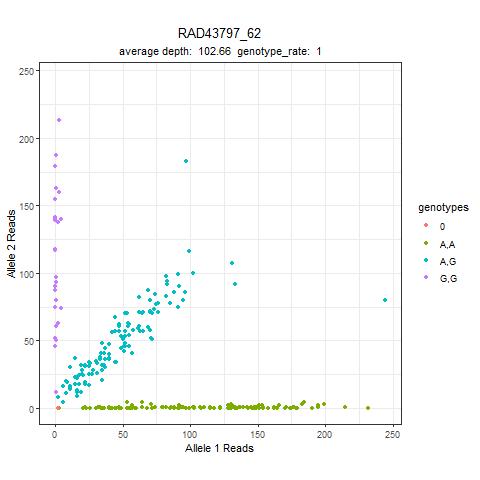 RAD43797_62
average depth: 102.66 genotype_rate: 1
250
200
150
100
50
0
Allele 2 Reads
0 50 100 150 200 250
Allele 1 Reads
genotypes
0
A,A
A,G
G,G